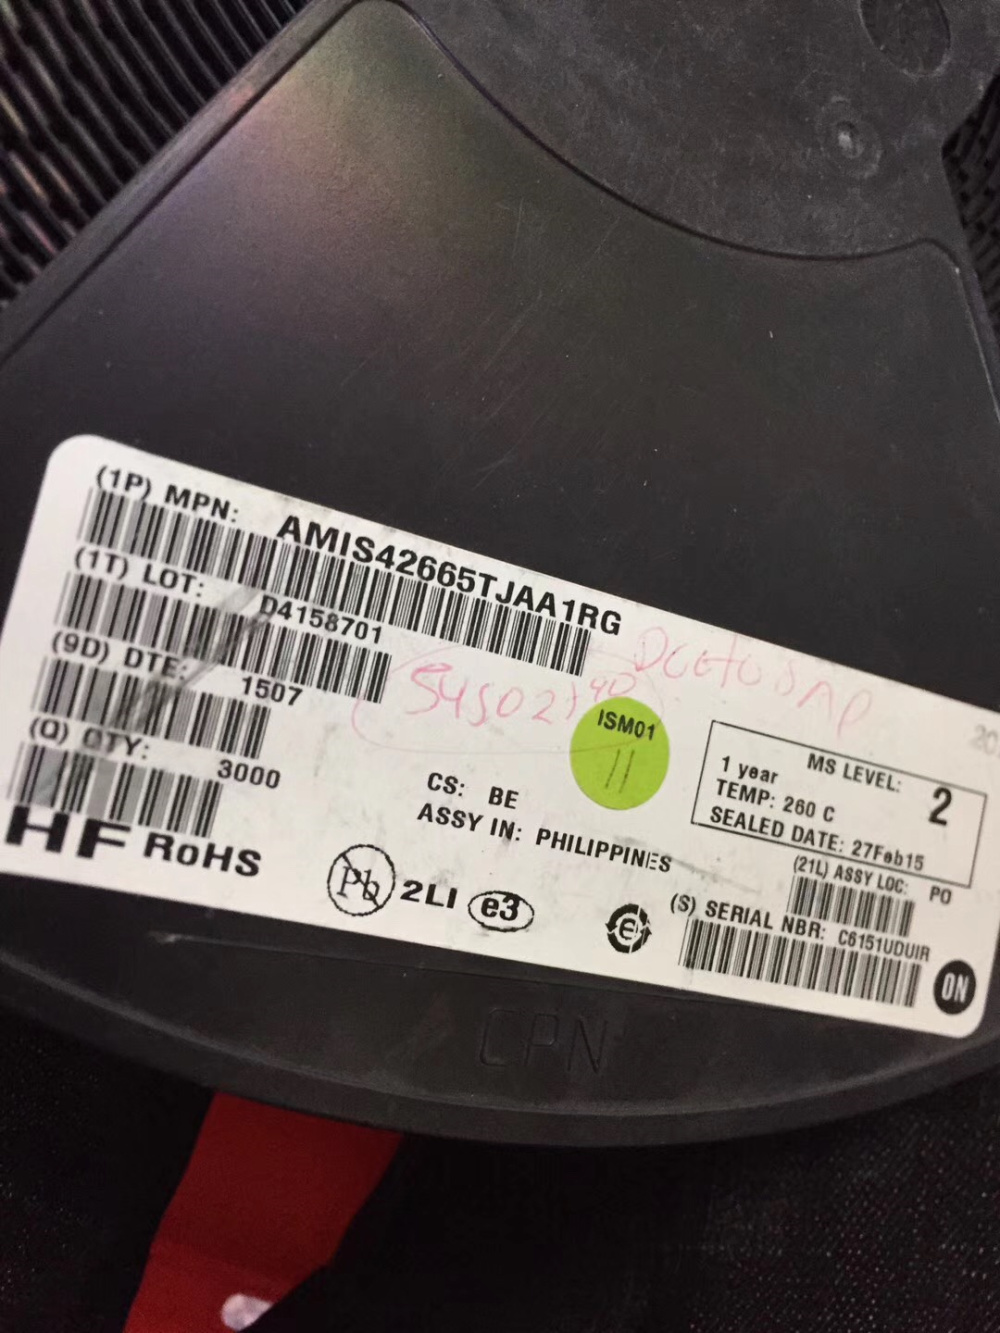 (1P) MPN: AMIS42665TJAA1RG
(1T) LOT: D4158701
(9D) DTE: 1507
(Q) QTY: 3000
ISM01
11
CS: BE
ASSY IN: PHILIPPINES
MS LEVEL: 2
1 year
TEMP: 260 C
SEALED DATE: 27Feb15
(21L) ASSY LOC: PO
HF RoHS
Pb 2LI e3
e
(S) SERIAL NBR: C6151UDUIR
ON
CPN